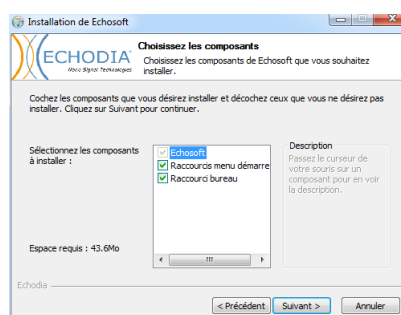 Installation de Echosoft
ECHODIA
Nove Signal Technologies
Choisissez les composants
Choisissez les composants de Echosoft que vous souhaitez
installer.
Cochez les composants que vous désirez installer et décochez ceux que vous ne désirez pas
installer. Cliquez sur Suivant pour continuer.
Sélectionnez les composants
à installer :
Echosoft
Raccourcis menu démarre
Raccourci bureau
Description
Passez le curseur de
votre souris sur un
composant pour en voir
la description.
Espace requis : 43.6Mo
Echodia
< Précédent
Suivant >
Annuler